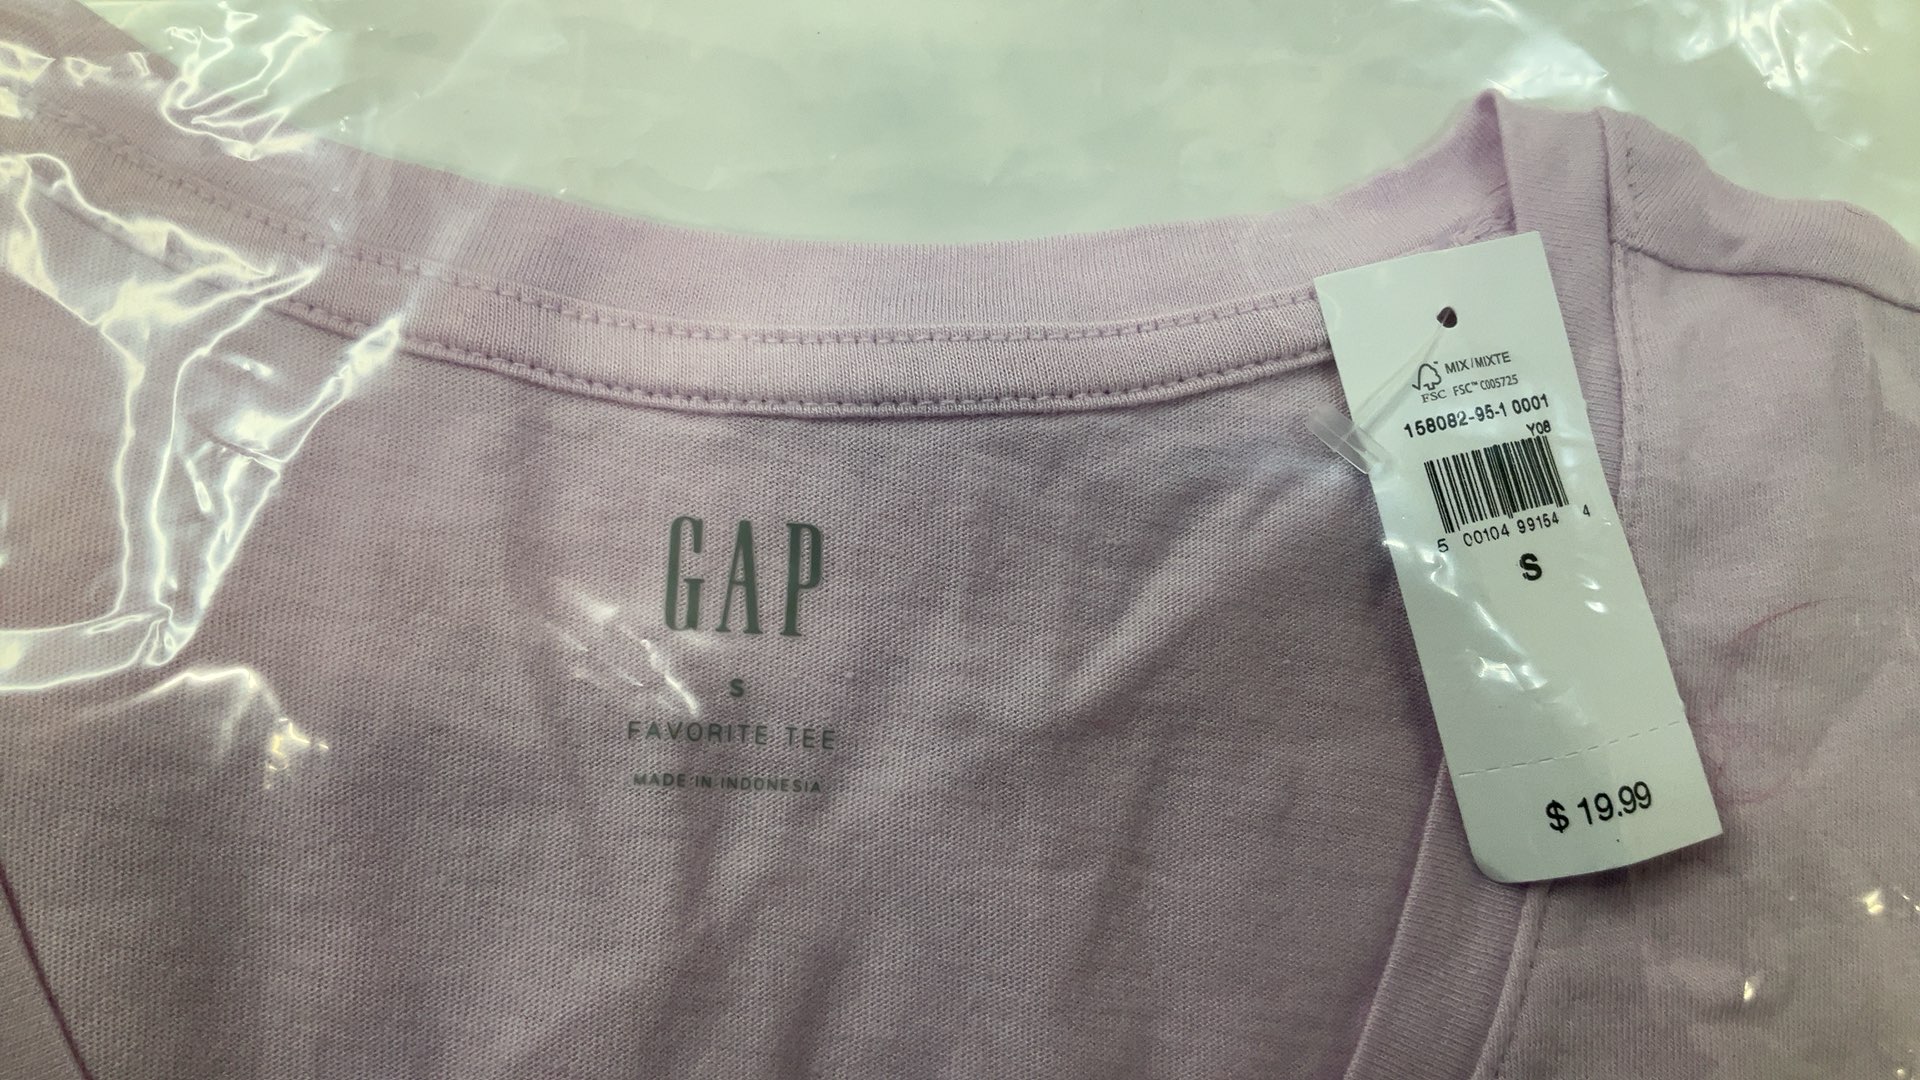 GAP
S
FAVORITE TEE
MADE IN INDONESIA
MIX/MIXTE
FSC FSC™ C005725
158082-95-1 0001
Y08
5 00104 99154 4
S
$ 19.99